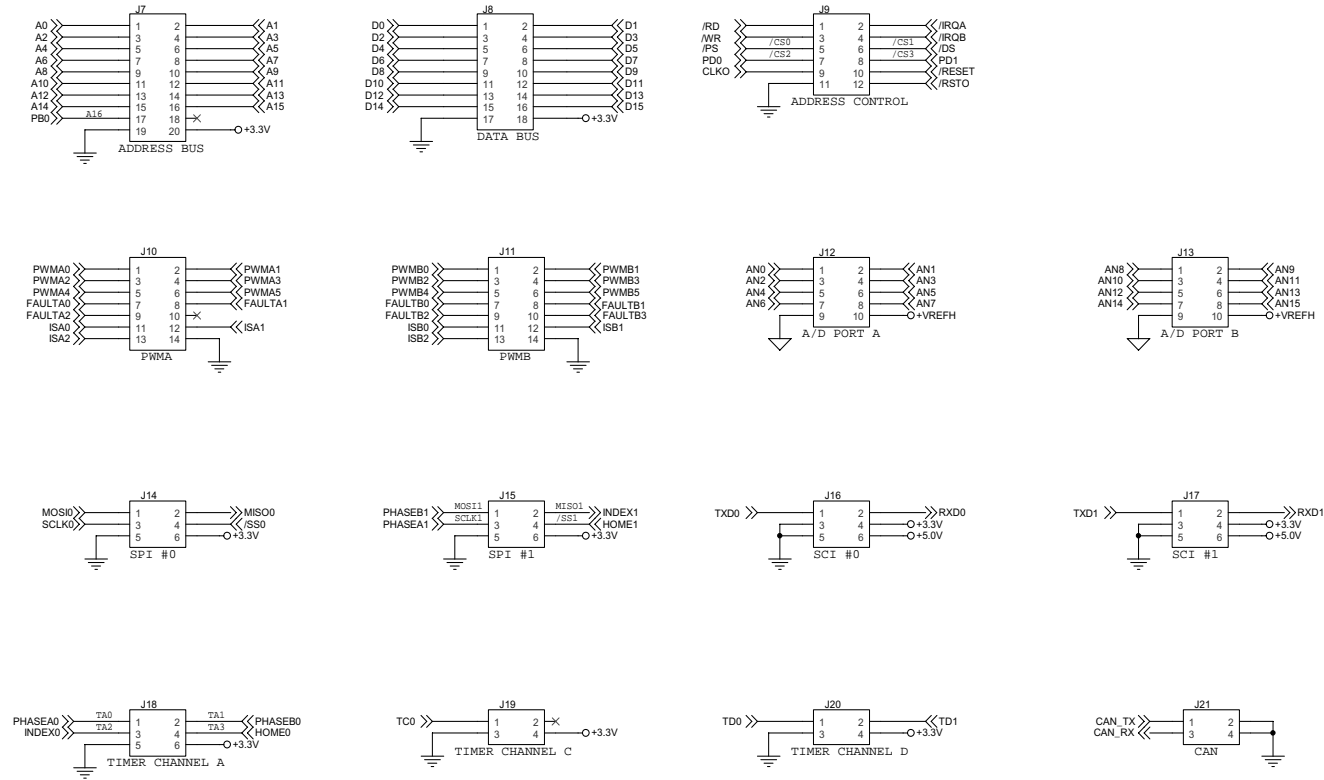 J7
A0 1 2 A1
A2 3 4 A3
A4 5 6 A5
A6 7 8 A7
A8 9 10 A9
A10 11 12 A11
A12 13 14 A13
A14 15 16 A15
PB0 A16 17 18
19 20 +3.3V
ADDRESS BUS
J8
D0 1 2 D1
D2 3 4 D3
D4 5 6 D5
D6 7 8 D7
D8 9 10 D9
D10 11 12 D11
D12 13 14 D13
D14 15 16 D15
17 18 +3.3V
DATA BUS
J9
/RD 1 2 /IRQA
/WR 3 4 /IRQB
/PS /CS0 5 6 /CS1 /DS
PD0 /CS2 7 8 /CS3 PD1
CLKO 9 10 /RESET
11 12 /RSTO
ADDRESS CONTROL
J10
PWMA0 1 2 PWMA1
PWMA2 3 4 PWMA3
PWMA4 5 6 PWMA5
FAULTA0 7 8 FAULTA1
FAULTA2 9 10
ISA0 11 12 ISA1
ISA2 13 14
PWMA
J11
PWMB0 1 2 PWMB1
PWMB2 3 4 PWMB3
PWMB4 5 6 PWMB5
FAULTB0 7 8 FAULTB1
FAULTB2 9 10 FAULTB3
ISB0 11 12 ISB1
ISB2 13 14
PWMB
J12
AN0 1 2 AN1
AN2 3 4 AN3
AN4 5 6 AN5
AN6 7 8 AN7
9 10 +VREFH
A/D PORT A
J13
AN8 1 2 AN9
AN10 3 4 AN11
AN12 5 6 AN13
AN14 7 8 AN15
9 10 +VREFH
A/D PORT B
J14
MOSI0 1 2 MISO0
SCLK0 3 4 /SS0
5 6 +3.3V
SPI #0
J15
PHASEB1 MOSI1 1 2 MISO1 INDEX1
PHASEA1 SCLK1 3 4 /SS1 HOME1
5 6 +3.3V
SPI #1
J16
TXD0 1 2 RXD0
3 4 +3.3V
5 6 +5.0V
SCI #0
J17
TXD1 1 2 RXD1
3 4 +3.3V
5 6 +5.0V
SCI #1
J18
PHASEA0 TA0 1 2 TA1 PHASEB0
INDEX0 TA2 3 4 TA3 HOME0
5 6 +3.3V
TIMER CHANNEL A
J19
TC0 1 2
3 4 +3.3V
TIMER CHANNEL C
J20
TD0 1 2 TD1
3 4 +3.3V
TIMER CHANNEL D
J21
CAN_TX 1 2
CAN_RX 3 4
CAN